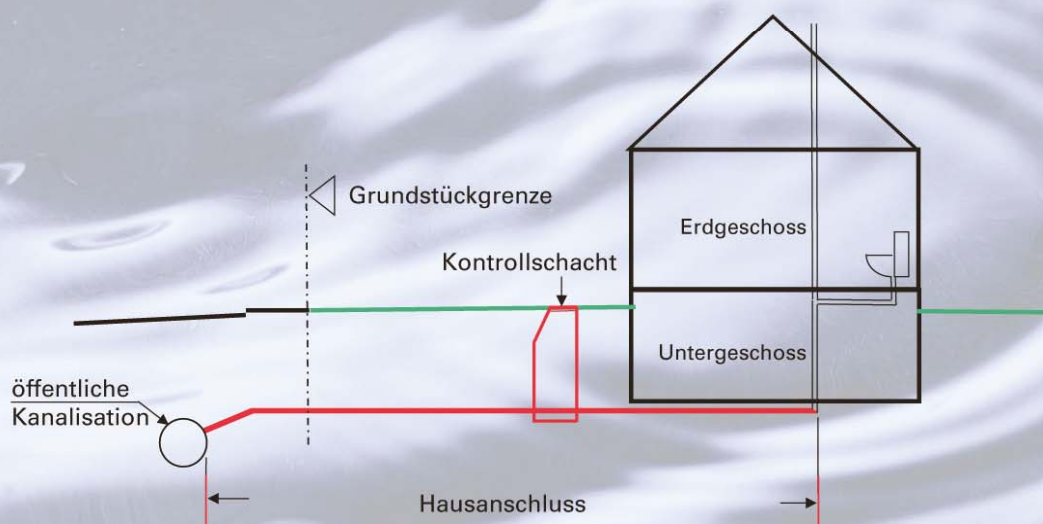 Grundstückgrenze
Erdgeschoss
Kontrollschacht
Untergeschoss
öffentliche
Kanalisation
Hausanschluss